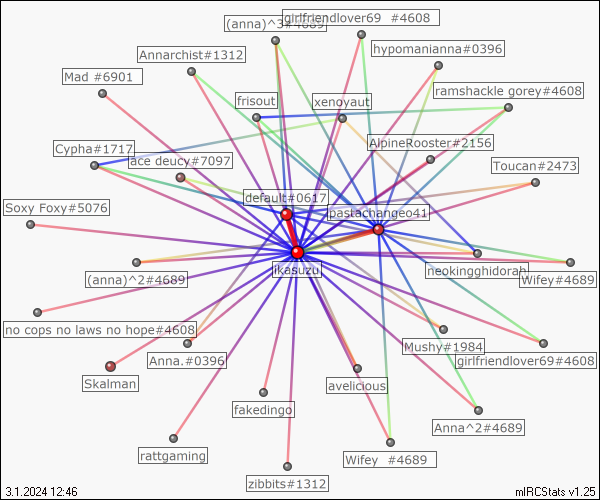 (anna)^3#4689
girlfriendlover69 #4608
Annarchist#1312
hypomanianna#0396
Mad #6901
ramshackle gorey#4608
frisout
xenoyaut
Cypha#1717
AlpineRooster#2156
ace deucy#7097
Toucan#2473
default#0617
Soxy Foxy#5076
pastachangeo41
ikasuzu
neokingghidorah
(anna)^2#4689
Wifey#4689
no cops no laws no hope#4608
Mushy#1984
Anna.#0396
girlfriendlover69#4608
Skalman
avelicious
fakedingo
Anna^2#4689
rattgaming
Wifey #4689
zibbits#1312
3.1.2024 12:46
mIRCStats v1.25